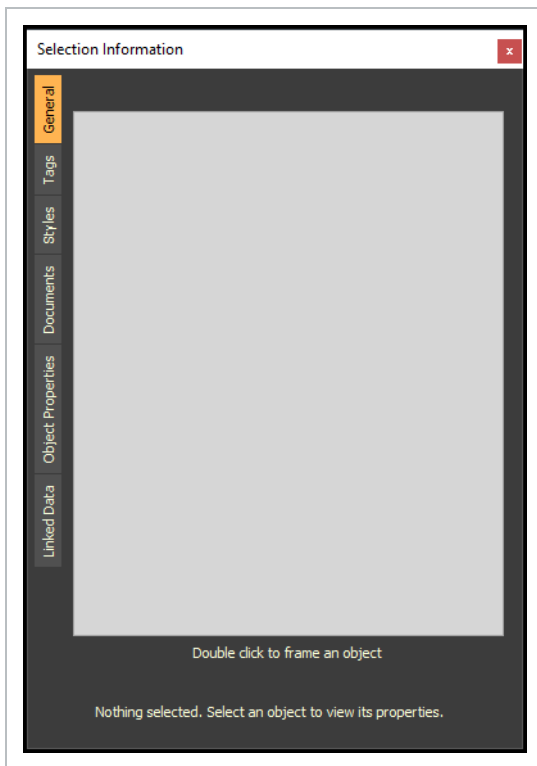 Selection Information
x
General
Tags
Styles
Documents
Object Properties
Linked Data
Double click to frame an object
Nothing selected. Select an object to view its properties.